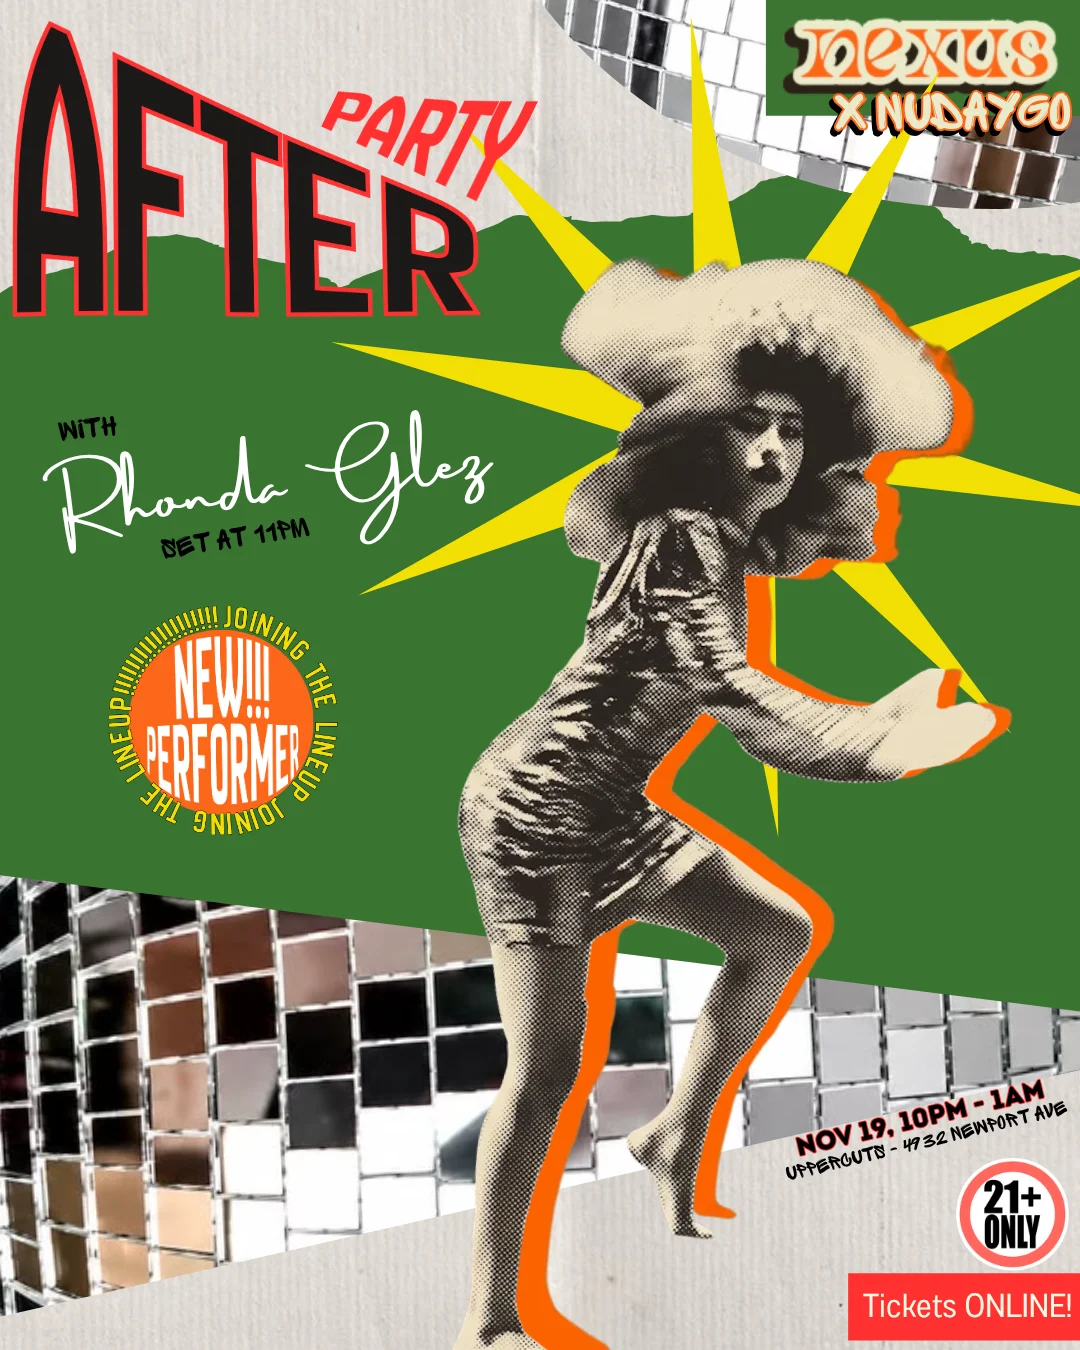 nexus
X NUDAYGO
PARTY
AFTER
WITH
Rhonda Glez
SET AT 11PM
JOINING THE LINEUP JOINING THE LINEUP!!!!!!!!!!!!!!!!!!!!
NEW!!!
PERFORMER
NOV 19, 10PM - 1AM
UPPERCUTS - 4932 NEWPORT AVE
21+
ONLY
Tickets ONLINE!